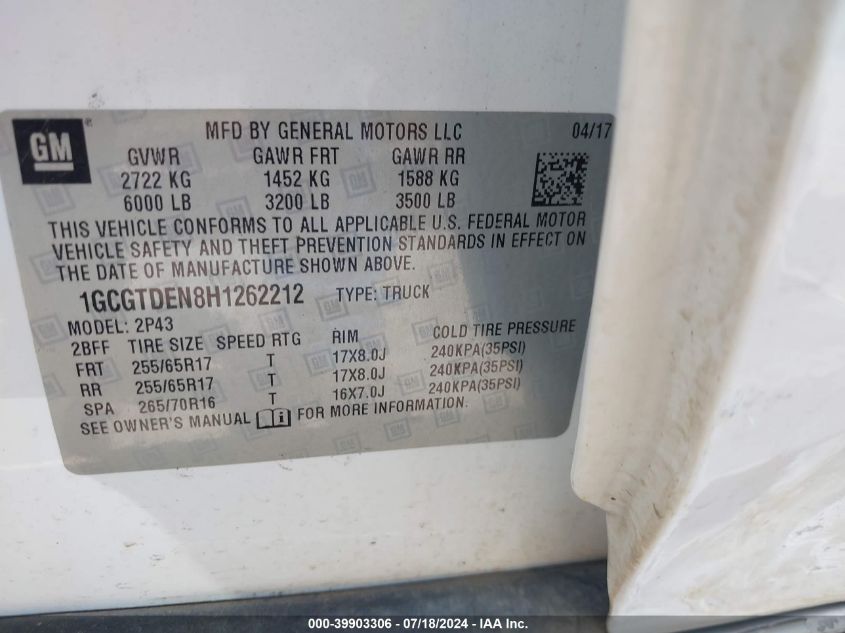 GM
MFD BY GENERAL MOTORS LLC 04/17
GVWR GAWR FRT GAWR RR
2722 KG 1452 KG 1588 KG
6000 LB 3200 LB 3500 LB
THIS VEHICLE CONFORMS TO ALL APPLICABLE U.S. FEDERAL MOTOR
VEHICLE SAFETY AND THEFT PREVENTION STANDARDS IN EFFECT ON
THE DATE OF MANUFACTURE SHOWN ABOVE.
1GCGTDEN8H1262212 TYPE: TRUCK
MODEL: 2P43
2BFF TIRE SIZE SPEED RTG RIM COLD TIRE PRESSURE
FRT 255/65R17 T 17X8.0J 240KPA(35PSI)
RR 255/65R17 T 17X8.0J 240KPA(35PSI)
SPA 265/70R16 T 16X7.0J 240KPA(35PSI)
SEE OWNER'S MANUAL FOR MORE INFORMATION.
000-39903306 - 07/18/2024 - IAA Inc.